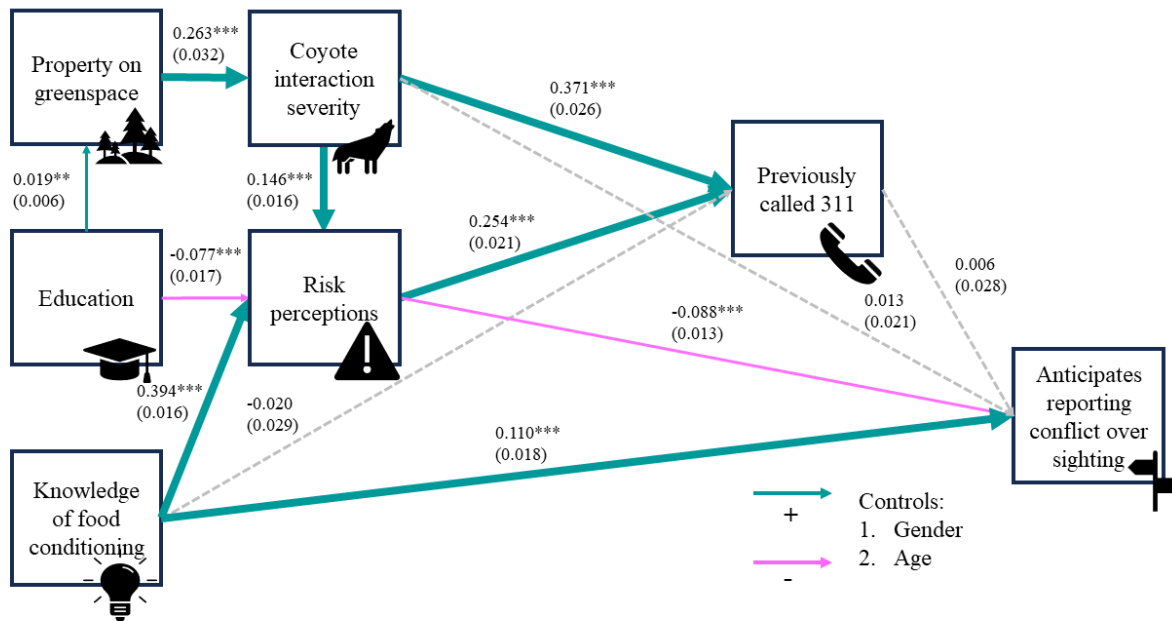 0.263***
(0.032)
Property on
greenspace
Coyote
interaction
severity
0.371***
(0.026)
0.019**
(0.006)
0.146***
(0.016)
Previously
called 311
0.254***
(0.021)
-0.077***
(0.017)
Education
Risk
perceptions
0.006
(0.028)
0.013
(0.021)
-0.088***
(0.013)
0.394***
(0.016)
-0.020
(0.029)
Anticipates
reporting
conflict over
sighting
0.110***
(0.018)
Knowledge
of food
conditioning
+
-
Controls:
1. Gender
2. Age